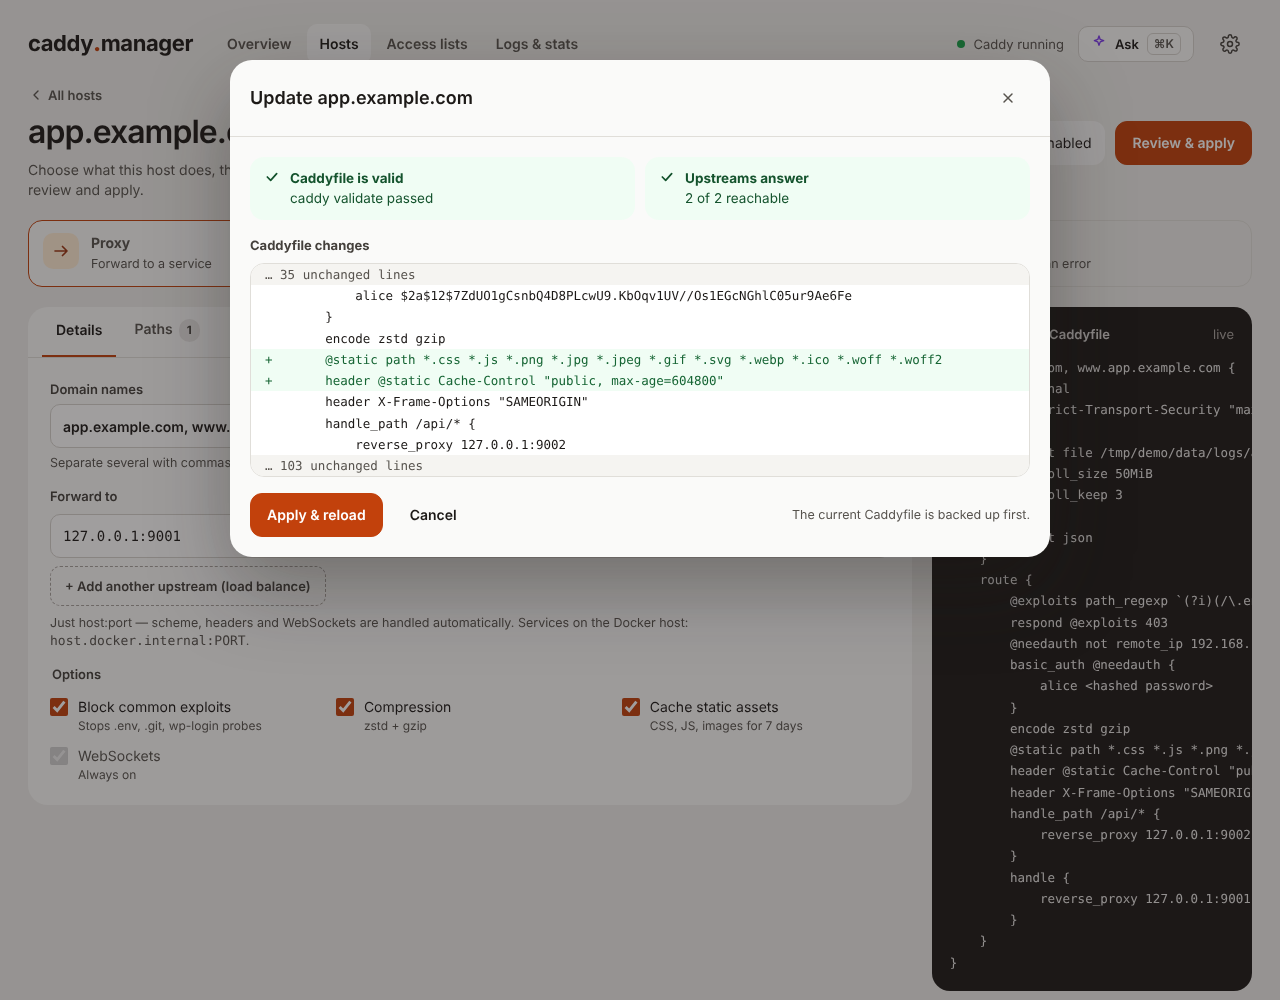 caddy.manager
Overview
Hosts
Access lists
Logs & stats
Caddy running
Ask
⌘K
All hosts
app.example.
Choose what this host does, th
review and apply.
nabled
Review & apply
Proxy
Forward to a service
n error
Update app.example.com
Caddyfile is valid
caddy validate passed
Upstreams answer
2 of 2 reachable
Caddyfile changes
… 35 unchanged lines
alice $2a$12$7ZdUO1gCsnbQ4D8PLcwU9.KbOqv1UV//Os1EGcNGhlC05ur9Ae6Fe
}
encode zstd gzip
+ @static path *.css *.js *.png *.jpg *.jpeg *.gif *.svg *.webp *.ico *.woff *.woff2
+ header @static Cache-Control "public, max-age=604800"
header X-Frame-Options "SAMEORIGIN"
handle_path /api/* {
reverse_proxy 127.0.0.1:9002
… 103 unchanged lines
Apply & reload
Cancel
The current Caddyfile is backed up first.
Details
Paths 1
Domain names
app.example.com, www.
Separate several with commas
Forward to
127.0.0.1:9001
+ Add another upstream (load balance)
Just host:port — scheme, headers and WebSockets are handled automatically. Services on the Docker host:
host.docker.internal:PORT.
Options
Block common exploits
Stops .env, .git, wp-login probes
Compression
zstd + gzip
Cache static assets
CSS, JS, images for 7 days
WebSockets
Always on
Caddyfile
live
om, www.app.example.com {
nal
rict-Transport-Security "ma
t file /tmp/demo/data/logs/
oll_size 50MiB
oll_keep 3
t json
}
route {
@exploits path_regexp `(?i)(/\.e
respond @exploits 403
@needauth not remote_ip 192.168.
basic_auth @needauth {
alice <hashed password>
}
encode zstd gzip
@static path *.css *.js *.png *.
header @static Cache-Control "pu
header X-Frame-Options "SAMEORIG
handle_path /api/* {
reverse_proxy 127.0.0.1:9002
}
handle {
reverse_proxy 127.0.0.1:9001
}
}
}